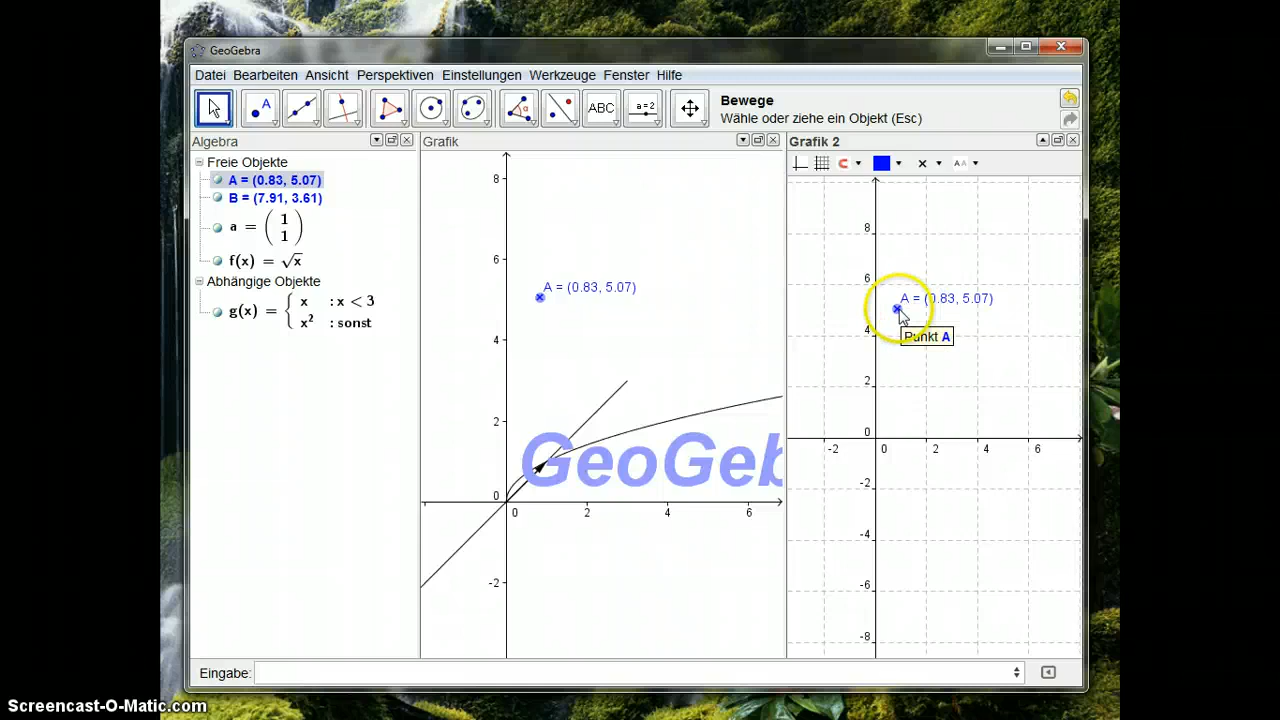 GeoGebra
Datei Bearbeiten Ansicht Perspektiven Einstellungen Werkzeuge Fenster Hilfe
A
α
ABC
a = 2
Bewege
Wähle oder ziehe ein Objekt (Esc)
Algebra
Grafik
Grafik 2
Freie Objekte
A = (0.83, 5.07)
B = (7.91, 3.61)
a = ( 1
1 )
f(x) = √x
Abhängige Objekte
g(x) = { x : x < 3
x² : sonst
8
6
4
2
0
-2
0 2 4 6
A = (0.83, 5.07)
GeoGeb
AA
8
6
4
2
0
-2
-4
-6
-8
-2 0 2 4 6
A = (0.83, 5.07)
Punkt A
Eingabe:
Screencast-O-Matic.com